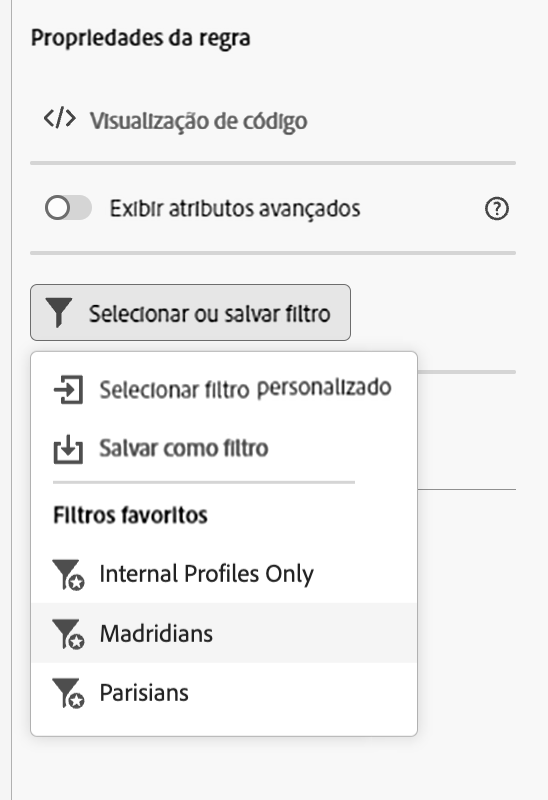 Propriedades da regra
</> Visualização de código
Exibir atributos avançados ?
Selecionar ou salvar filtro
Selecionar filtro personalizado
Salvar como filtro
Filtros favoritos
Internal Profiles Only
Madridians
Parisians